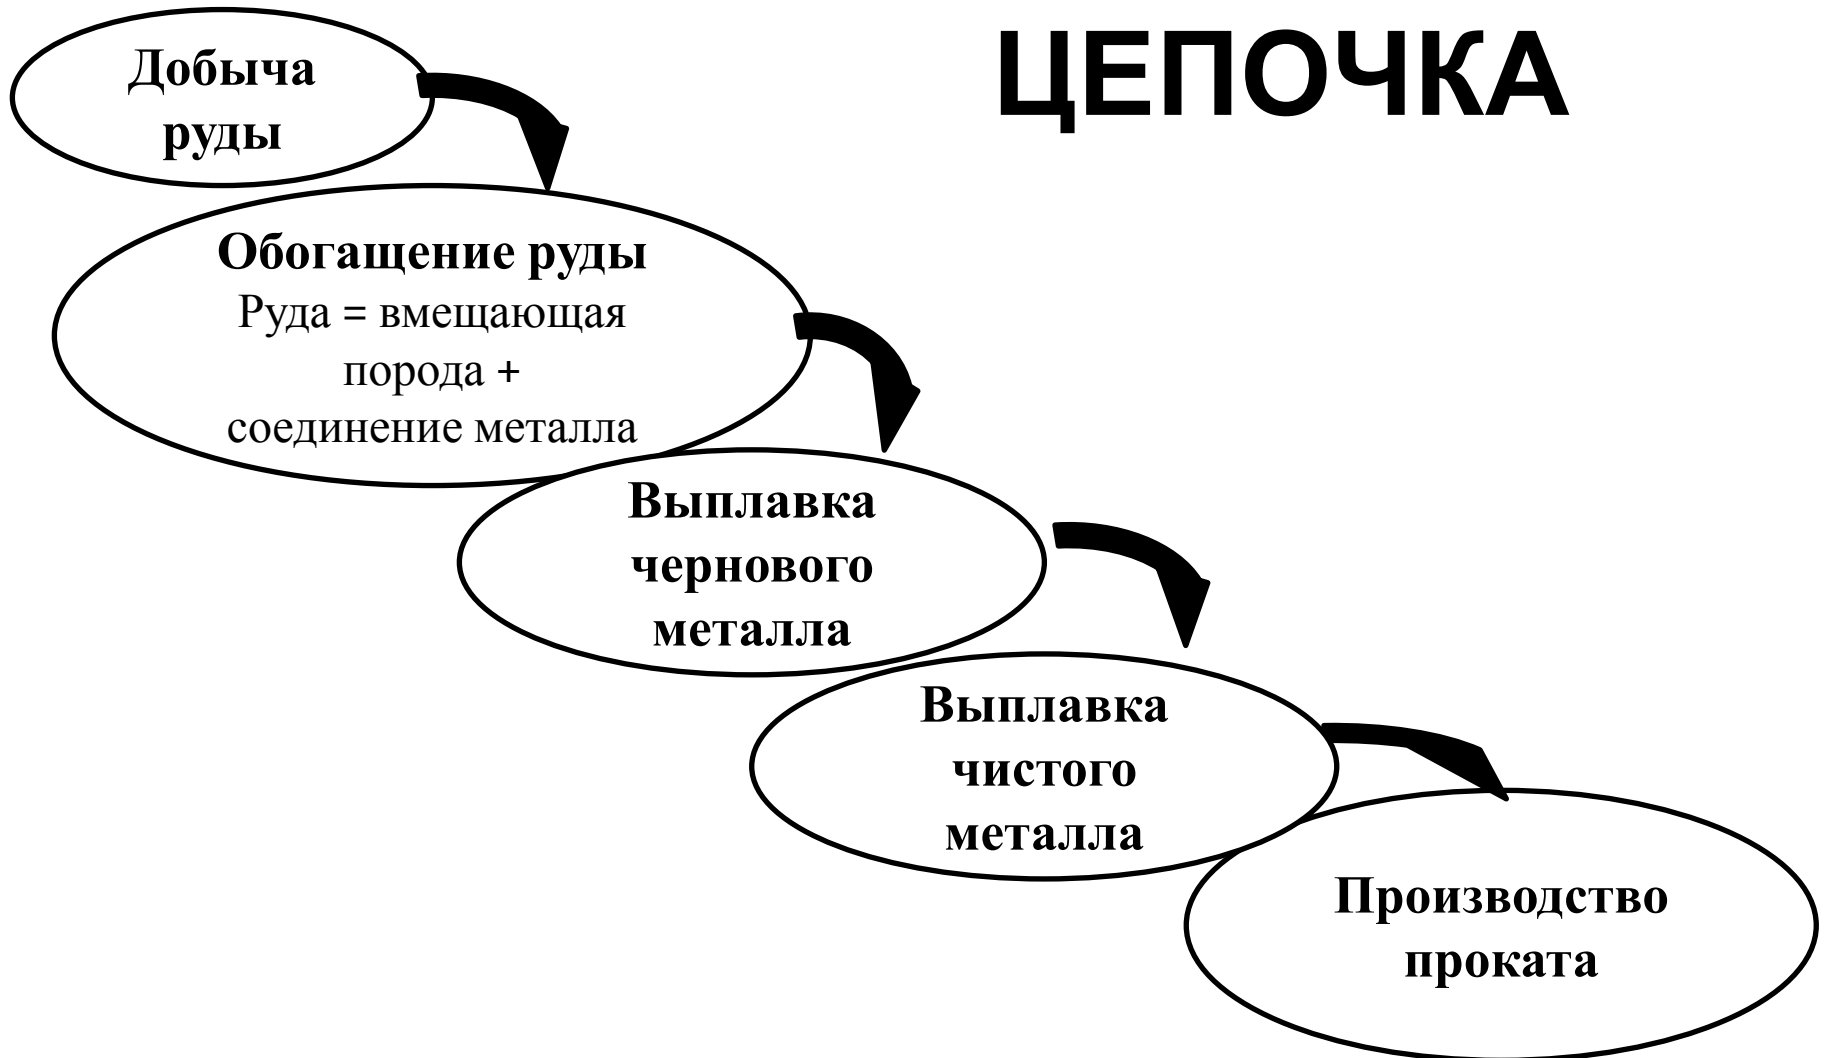 ЦЕПОЧКА
Добыча
руды
Обогащение руды
Руда = вмещающая
порода +
соединение металла
Выплавка
чернового
металла
Выплавка
чистого
металла
Производство
проката